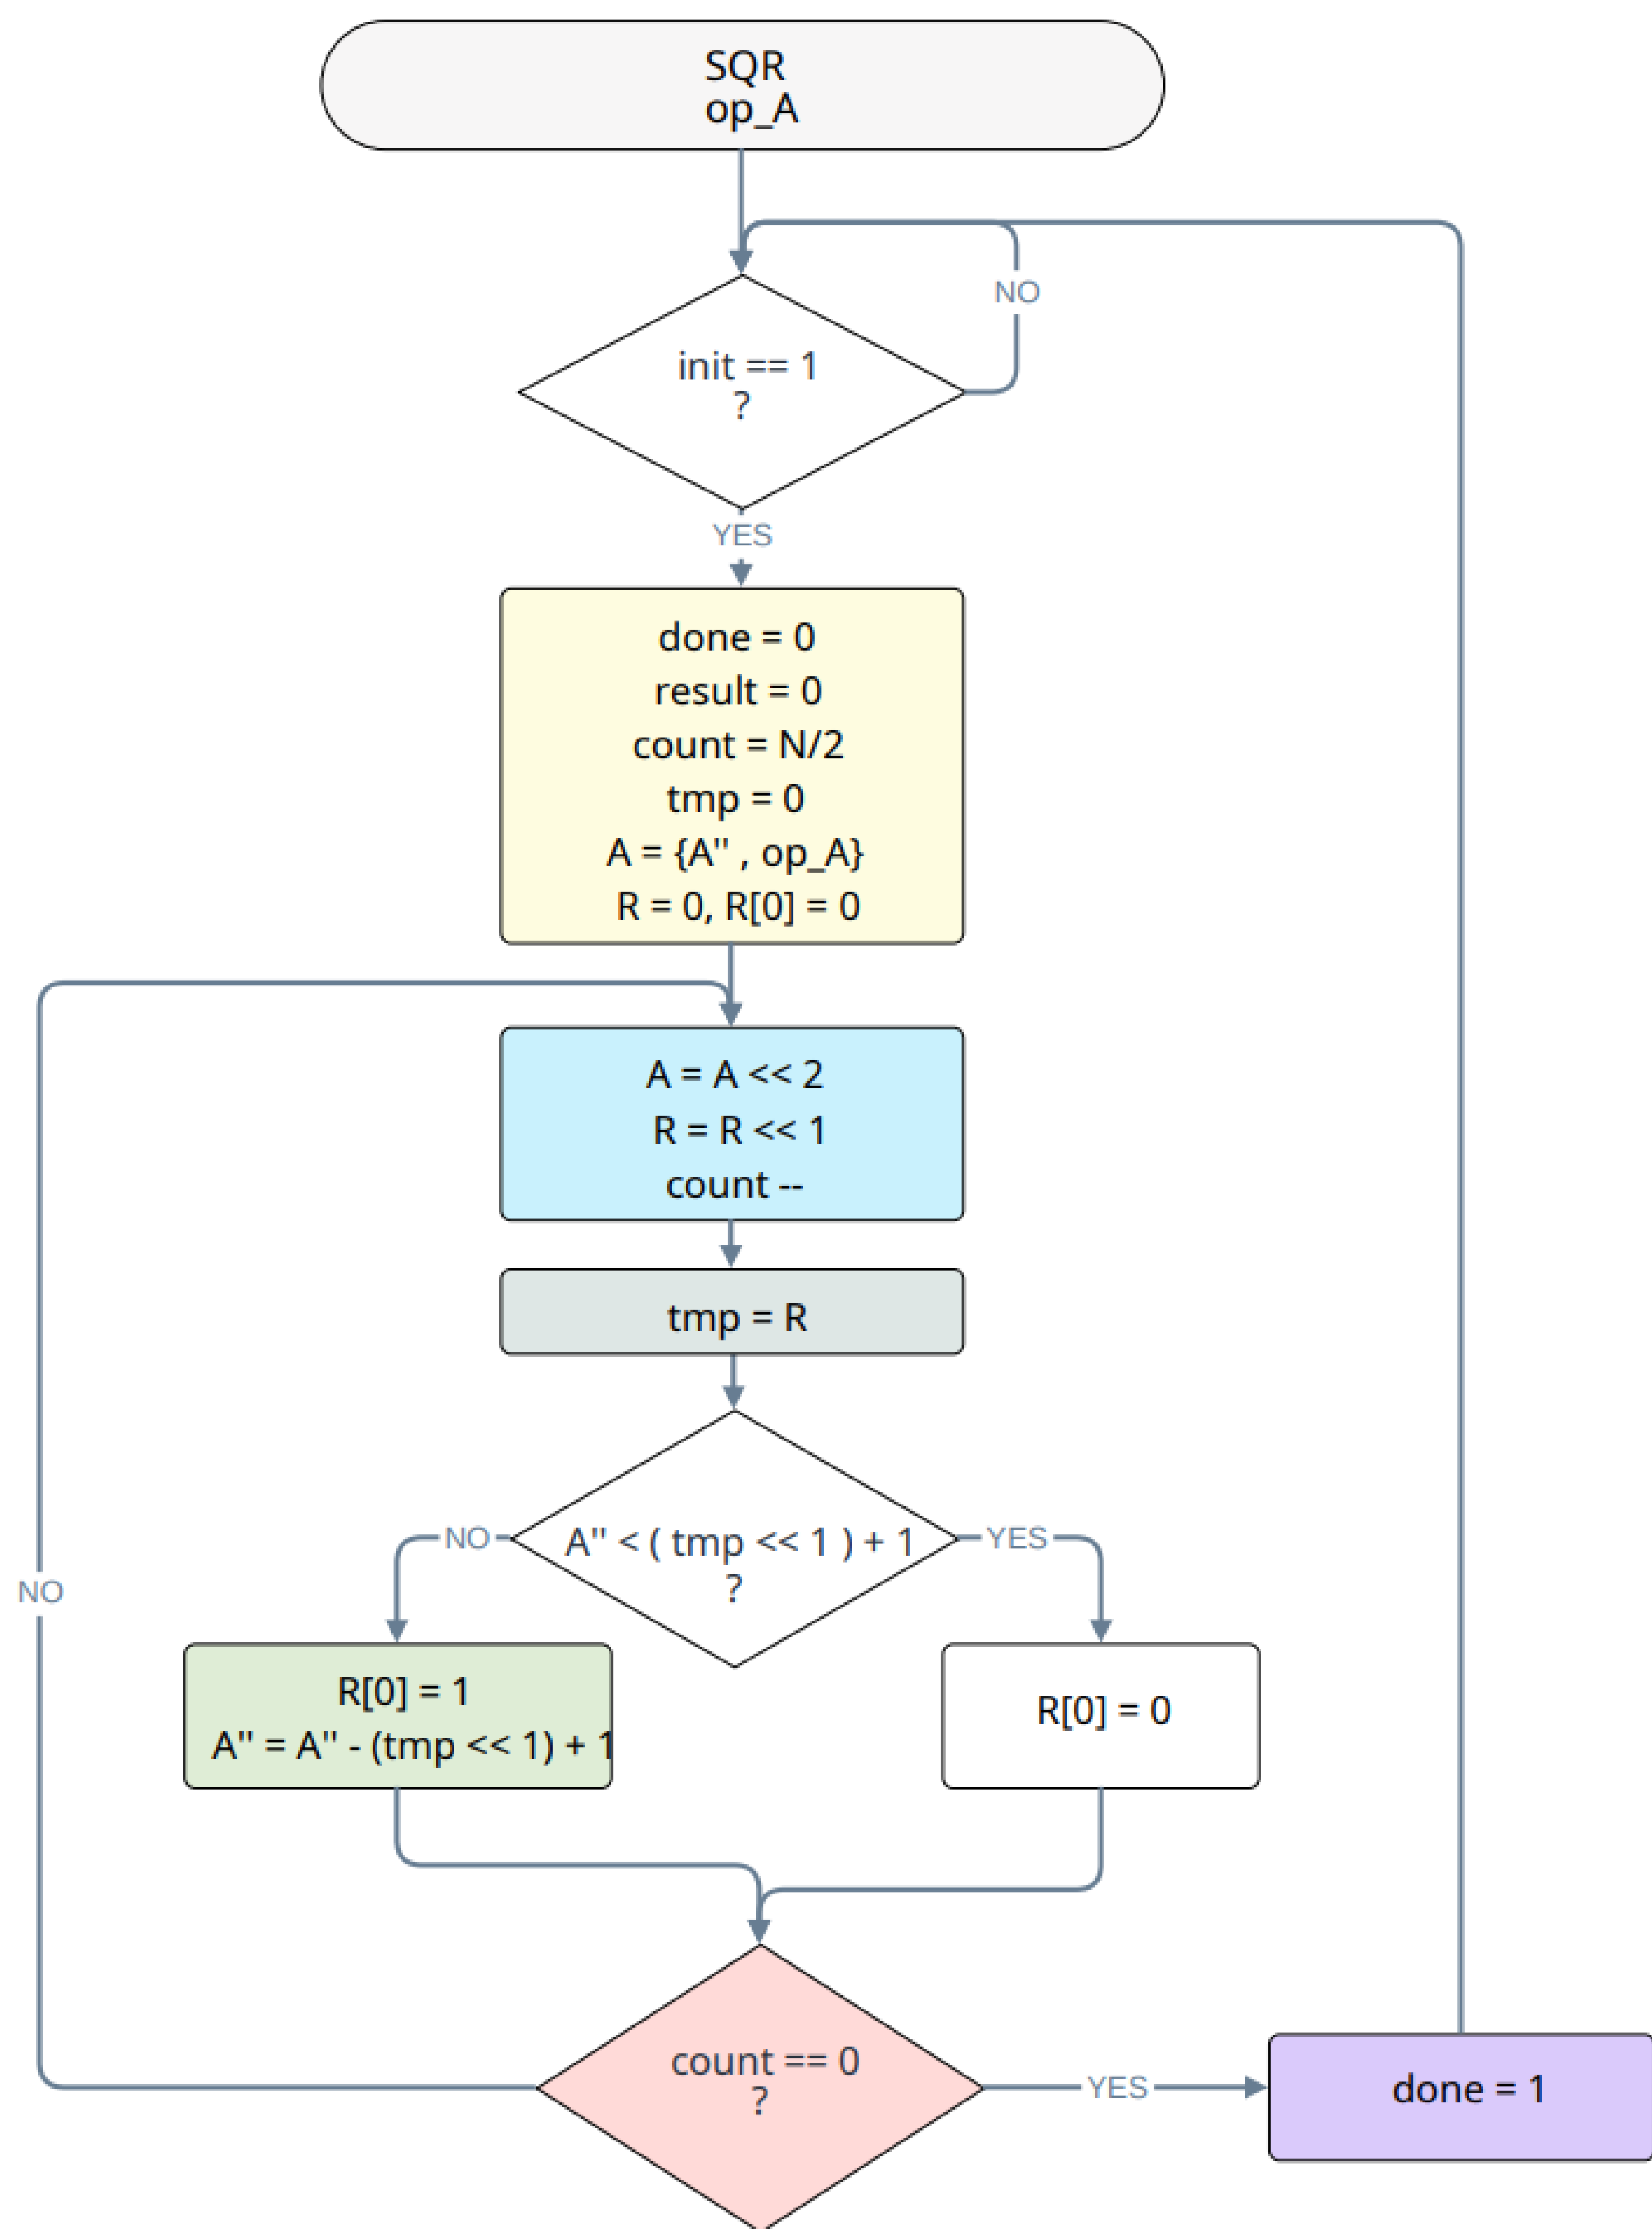 SQR
op_A
NO
init == 1
?
YES
done = 0
result = 0
count = N/2
tmp = 0
A = {A" , op_A}
R = 0, R[0] = 0
A = A << 2
R = R << 1
count --
tmp = R
NO
A" < ( tmp << 1 ) + 1
?
YES
NO
R[0] = 1
A" = A" - (tmp << 1) + 1
R[0] = 0
count == 0
?
YES
done = 1